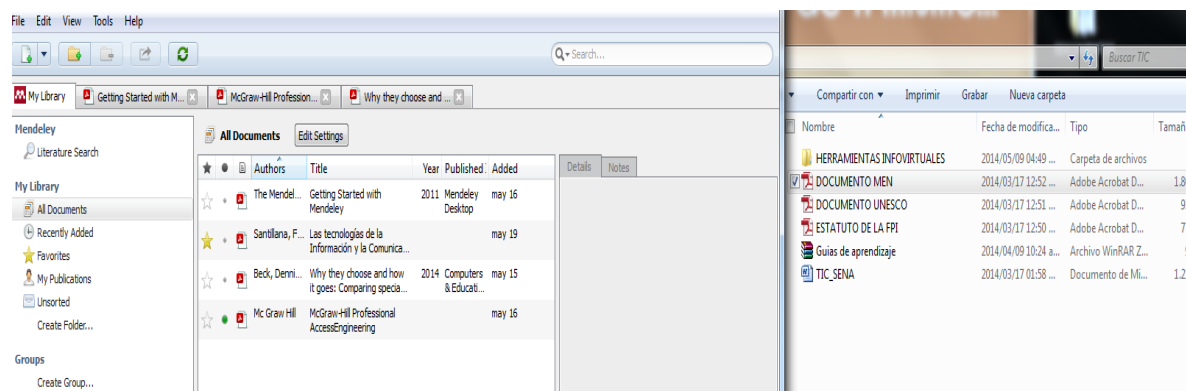 File Edit View Tools Help
Search...
My Library
Getting Started with M...
McGraw-Hill Profession...
Why they choose and ...
Mendeley
Literature Search
My Library
All Documents
Recently Added
Favorites
My Publications
Unsorted
Create Folder...
Groups
Create Group...
All Documents Edit Settings
Authors Title Year Published Added
The Mendel... Getting Started with 2011 Mendeley may 16
Mendeley Desktop
Santillana, F... Las tecnologías de la may 19
Información y la Comunica...
Beck, Denni... Why they choose and how 2014 Computers may 15
it goes: Comparing specia... & Educati...
Mc Graw Hill McGraw-Hill Professional may 16
AccessEngineering
Details Notes
Buscar TIC
Compartir con Imprimir Grabar Nueva carpeta
Nombre Fecha de modifica... Tipo Tamañ
HERRAMIENTAS INFOVIRTUALES 2014/05/09 04:49 ... Carpeta de archivos
DOCUMENTO MEN 2014/03/17 12:52 ... Adobe Acrobat D... 1.8
DOCUMENTO UNESCO 2014/03/17 12:51 ... Adobe Acrobat D... 9
ESTATUTO DE LA FPI 2014/03/17 12:50 ... Adobe Acrobat D... 7
Guias de aprendizaje 2014/04/09 10:24 a... Archivo WinRAR Z...
TIC_SENA 2014/03/17 01:58 ... Documento de Mi... 1.2